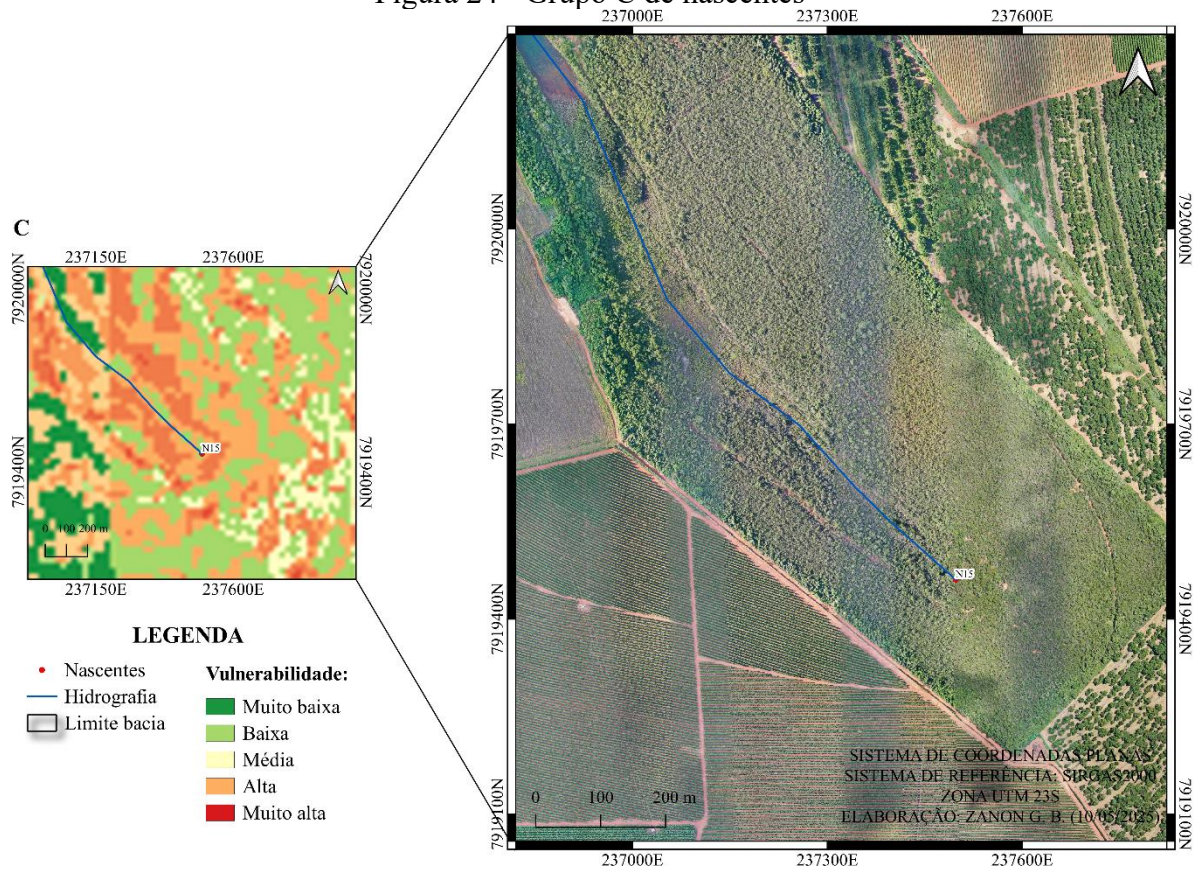 Figura 24 - Grupo C de nascentes
C
237150E 237600E
7920000N 7920000N
7919400N 7919400N
N15
0 100 200 m
237150E 237600E
LEGENDA
Nascentes
Hidrografia
Limite bacia
Vulnerabilidade:
Muito baixa
Baixa
Média
Alta
Muito alta
237000E 237300E 237600E
7920000N 7920000N
7919700N 7919700N
N15
7919400N 7919400N
7919100N 7919100N
SISTEMA DE COORDENADAS PLANAS
SISTEMA DE REFERÊNCIA: SIRGAS2000
ZONA UTM 23S
ELABORAÇÃO: ZANON G. B. (10/05/2025)
0 100 200 m
237000E 237300E 237600E